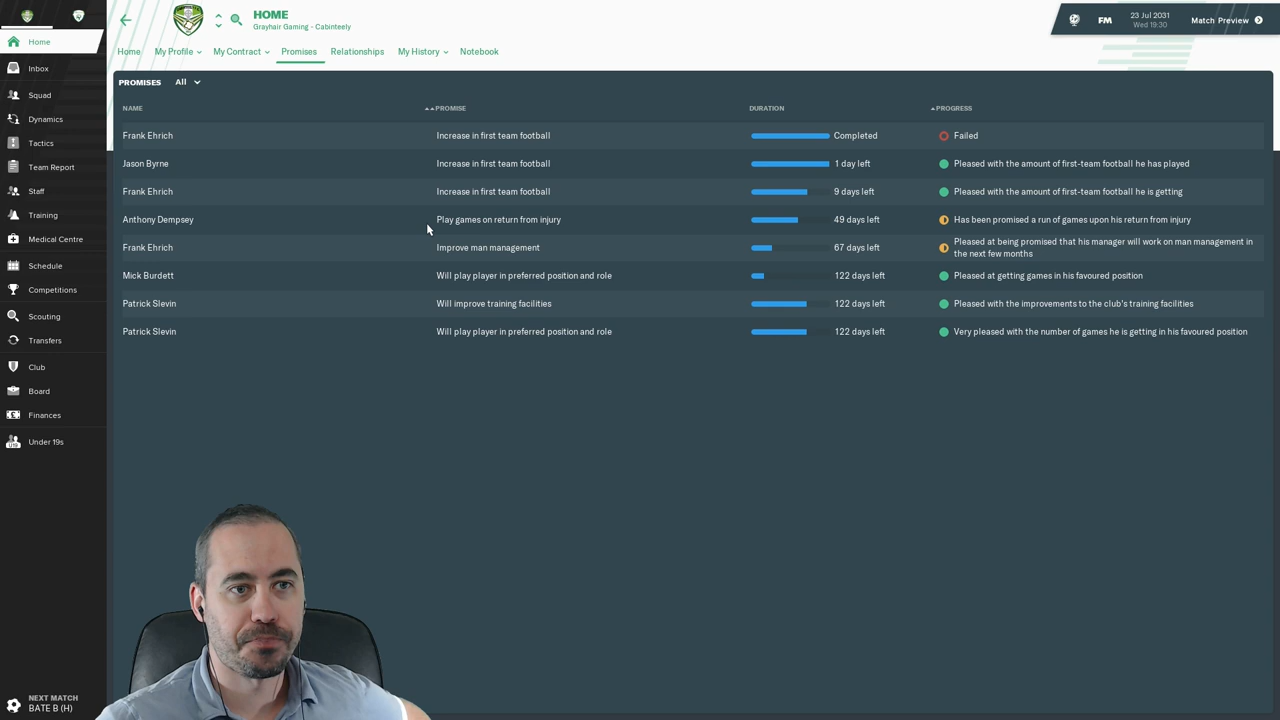 HOME
Grayhair Gaming - Cabinteely
FM
23 Jul 2031
Wed 19:30
Match Preview
Home
My Profile
My Contract
Promises
Relationships
My History
Notebook
Home
Inbox
Squad
Dynamics
Tactics
Team Report
Staff
Training
Medical Centre
Schedule
Competitions
Scouting
Transfers
Club
Board
Finances
Under 19s
NEXT MATCH
BATE B (H)
PROMISES All
NAME PROMISE DURATION PROGRESS
Frank Ehrich Increase in first team football Completed Failed
Jason Byrne Increase in first team football 1 day left Pleased with the amount of first-team football he has played
Frank Ehrich Increase in first team football 9 days left Pleased with the amount of first-team football he is getting
Anthony Dempsey Play games on return from injury 49 days left Has been promised a run of games upon his return from injury
Frank Ehrich Improve man management 67 days left Pleased at being promised that his manager will work on man management in
the next few months
Mick Burdett Will play player in preferred position and role 122 days left Pleased at getting games in his favoured position
Patrick Slevin Will improve training facilities 122 days left Pleased with the improvements to the club's training facilities
Patrick Slevin Will play player in preferred position and role 122 days left Very pleased with the number of games he is getting in his favoured position